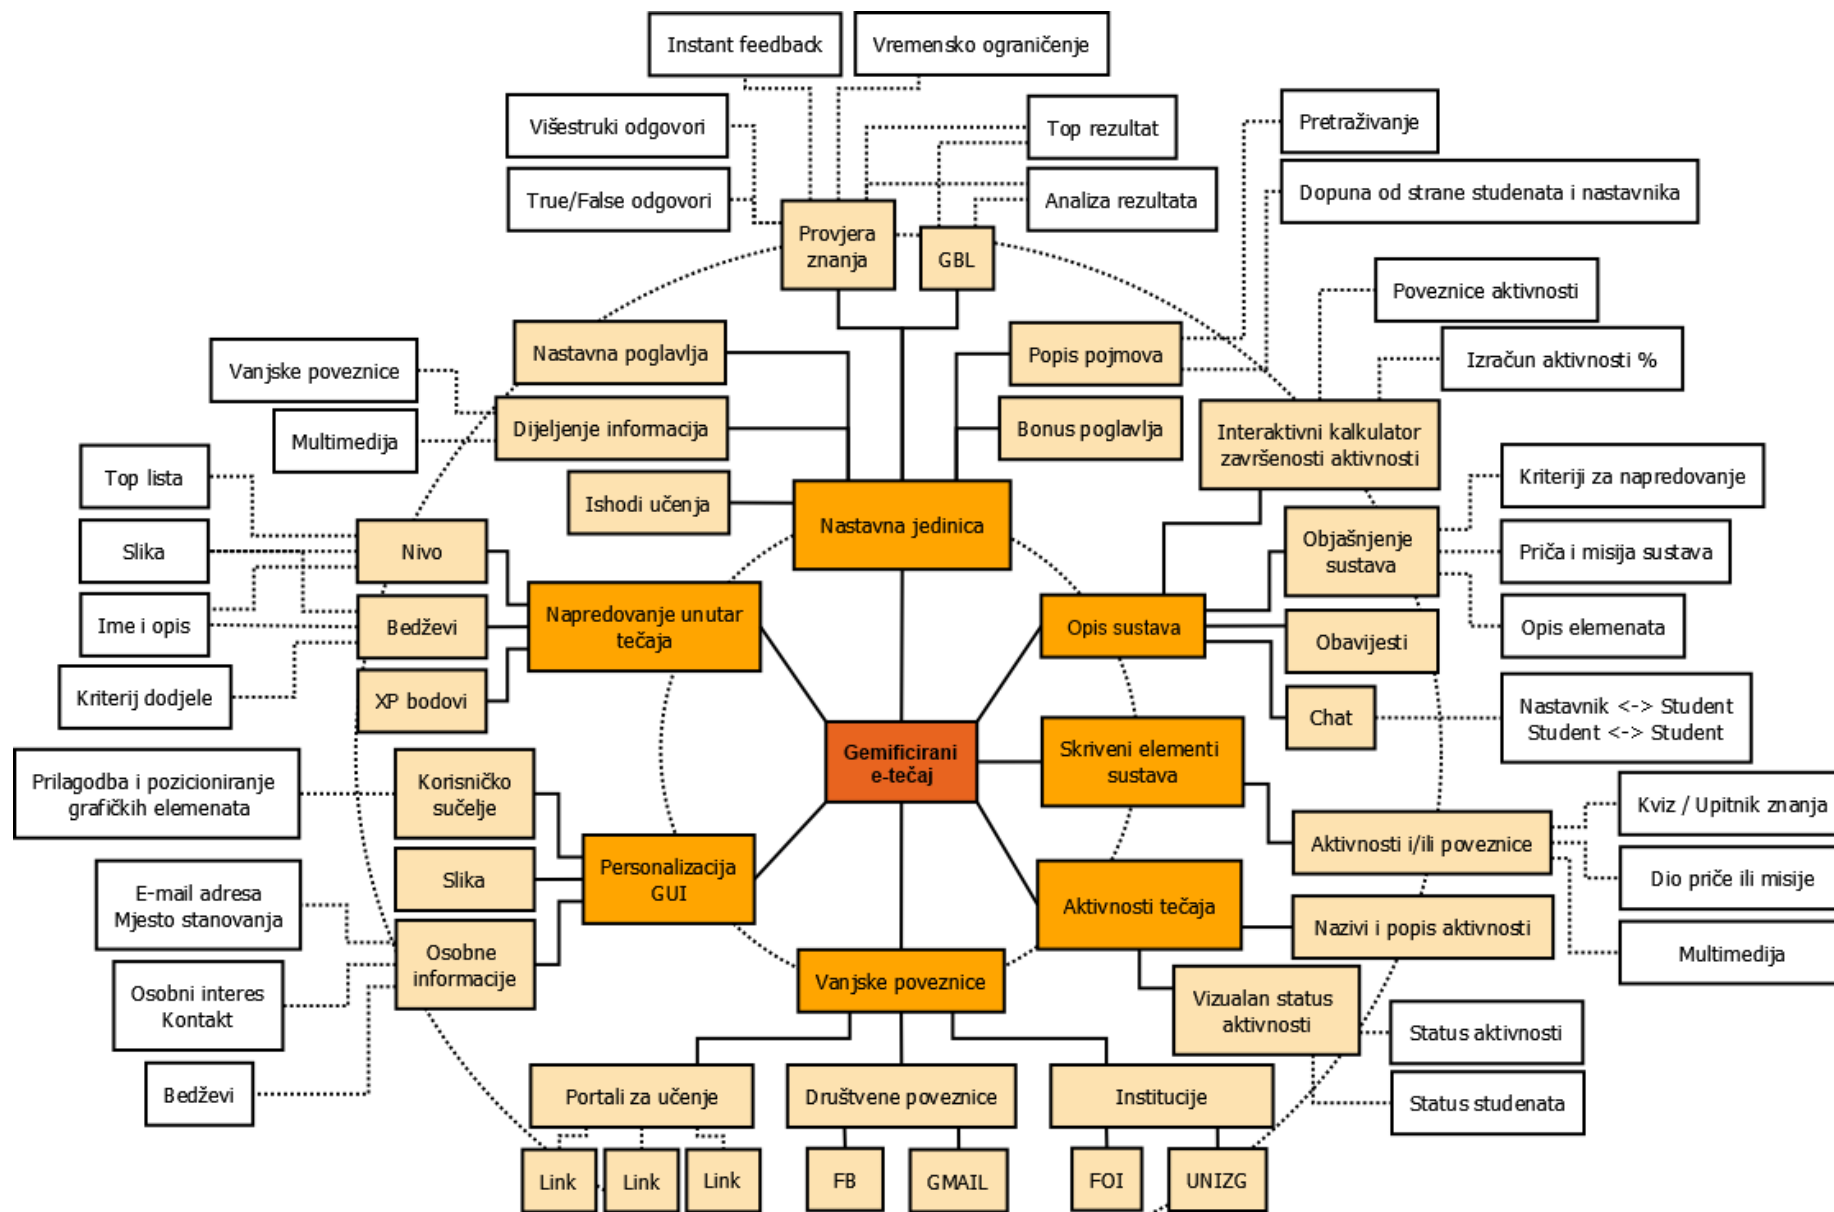 Instant feedback
Vremensko ograničenje
Višestruki odgovori
Top rezultat
Pretraživanje
True/False odgovori
Analiza rezultata
Dopuna od strane studenata i nastavnika
Provjera
znanja
GBL
Poveznice aktivnosti
Nastavna poglavlja
Popis pojmova
Izračun aktivnosti %
Vanjske poveznice
Dijeljenje informacija
Bonus poglavlja
Interaktivni kalkulator
završenosti aktivnosti
Multimedija
Top lista
Ishodi učenja
Nastavna jedinica
Kriteriji za napredovanje
Slika
Nivo
Objašnjenje
sustava
Priča i misija sustava
Ime i opis
Bedževi
Napredovanje unutar
tečaja
Opis sustava
Obavijesti
Opis elemenata
Kriterij dodjele
XP bodovi
Chat
Nastavnik <-> Student
Student <-> Student
Gemificirani
e-tečaj
Skriveni elementi
sustava
Prilagodba i pozicioniranje
grafičkih elemenata
Korisničko
sučelje
Kviz / Upitnik znanja
Aktivnosti i/ili poveznice
Slika
Personalizacija
GUI
Dio priče ili misije
E-mail adresa
Mjesto stanovanja
Aktivnosti tečaja
Nazivi i popis aktivnosti
Multimedija
Osobne
informacije
Vanjske poveznice
Osobni interes
Kontakt
Vizualan status
aktivnosti
Status aktivnosti
Bedževi
Portali za učenje
Društvene poveznice
Institucije
Status studenata
Link
Link
Link
FB
GMAIL
FOI
UNIZG